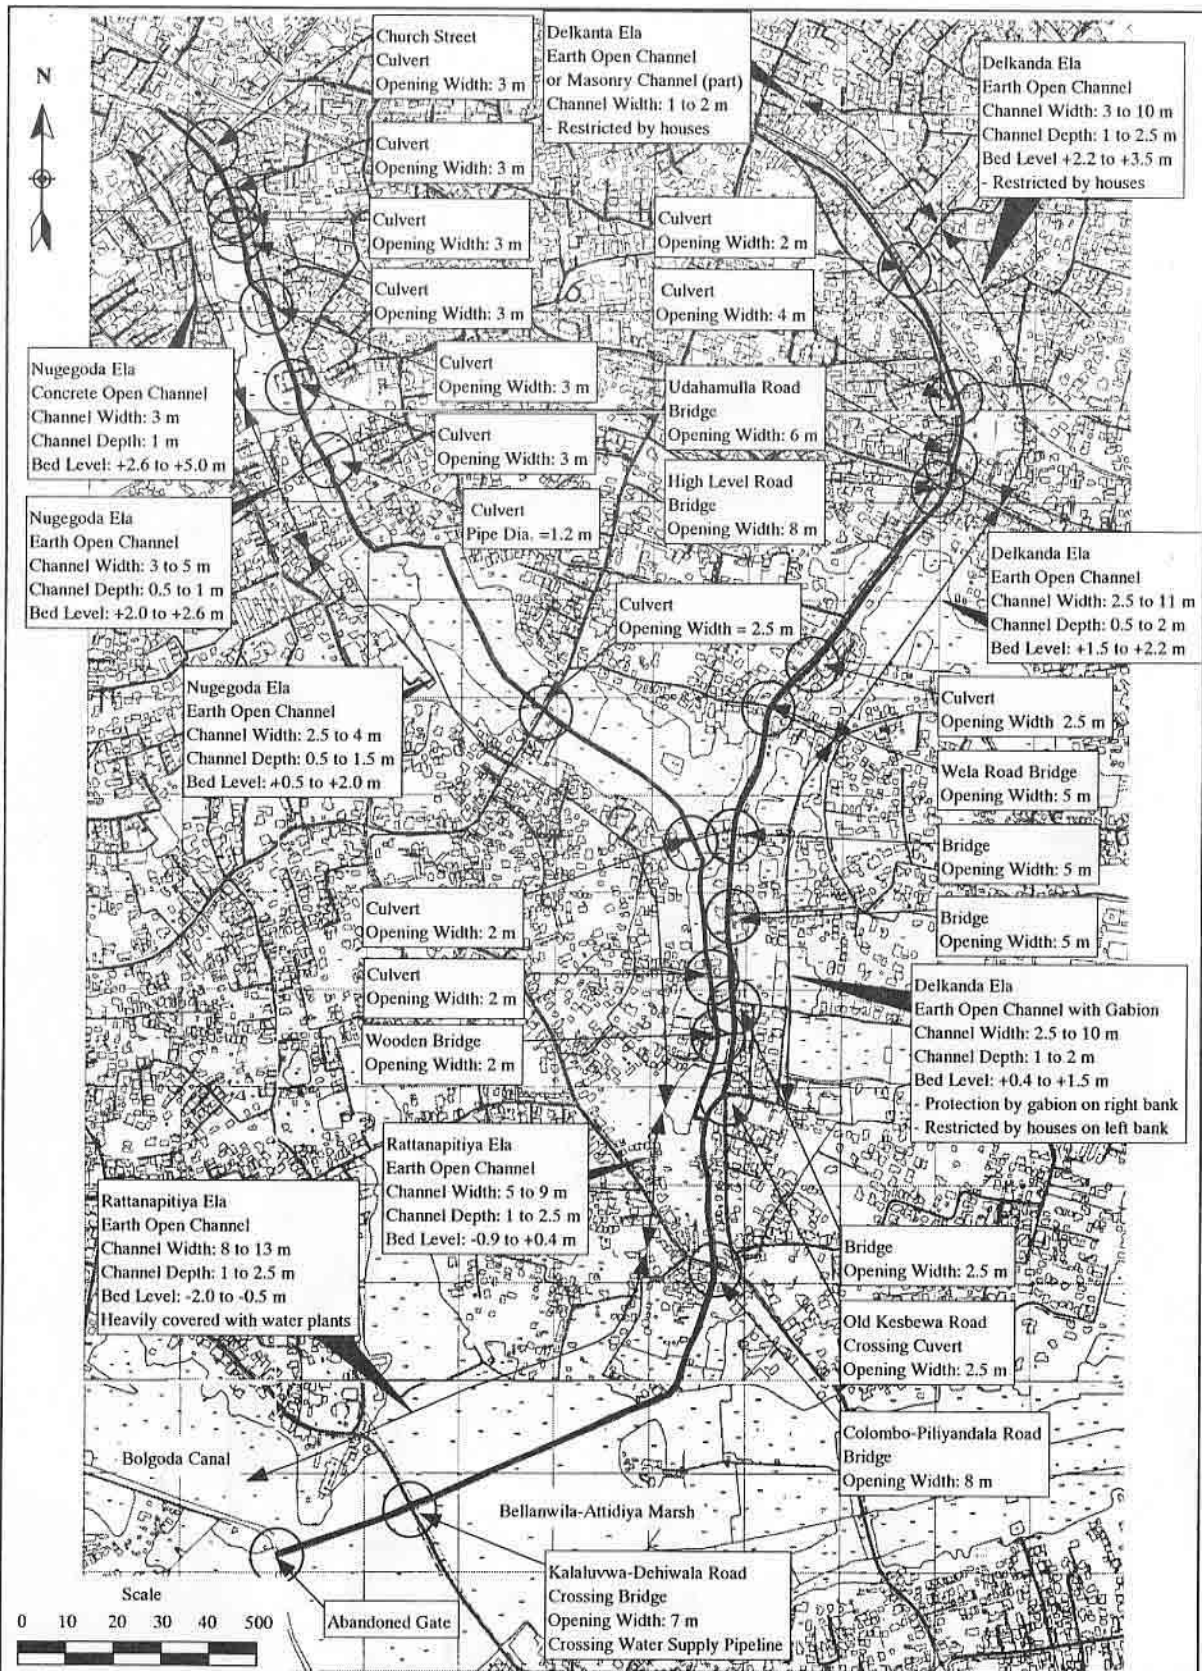 Church Street
Culvert
Opening Width: 3 m
Delkanta Ela
Earth Open Channel
or Masonry Channel (part)
Channel Width: 1 to 2 m
- Restricted by houses
Delkanda Ela
Earth Open Channel
Channel Width: 3 to 10 m
Channel Depth: 1 to 2.5 m
Bed Level +2.2 to +3.5 m
- Restricted by houses
N
Culvert
Opening Width: 3 m
Culvert
Opening Width: 3 m
Culvert
Opening Width: 2 m
Culvert
Opening Width: 3 m
Culvert
Opening Width: 4 m
Nugegoda Ela
Concrete Open Channel
Channel Width: 3 m
Channel Depth: 1 m
Bed Level: +2.6 to +5.0 m
Culvert
Opening Width: 3 m
Udahamulla Road
Bridge
Opening Width: 6 m
Culvert
Opening Width: 3 m
High Level Road
Bridge
Opening Width: 8 m
Culvert
Pipe Dia. =1.2 m
Nugegoda Ela
Earth Open Channel
Channel Width: 3 to 5 m
Channel Depth: 0.5 to 1 m
Bed Level: +2.0 to +2.6 m
Delkanda Ela
Earth Open Channel
Channel Width: 2.5 to 11 m
Channel Depth: 0.5 to 2 m
Bed Level: +1.5 to +2.2 m
Culvert
Opening Width = 2.5 m
Nugegoda Ela
Earth Open Channel
Channel Width: 2.5 to 4 m
Channel Depth: 0.5 to 1.5 m
Bed Level: +0.5 to +2.0 m
Culvert
Opening Width 2.5 m
Wela Road Bridge
Opening Width: 5 m
Bridge
Opening Width: 5 m
Culvert
Opening Width: 2 m
Bridge
Opening Width: 5 m
Culvert
Opening Width: 2 m
Wooden Bridge
Opening Width: 2 m
Delkanda Ela
Earth Open Channel with Gabion
Channel Width: 2.5 to 10 m
Channel Depth: 1 to 2 m
Bed Level: +0.4 to +1.5 m
- Protection by gabion on right bank
- Restricted by houses on left bank
Rattanapitiya Ela
Earth Open Channel
Channel Width: 5 to 9 m
Channel Depth: 1 to 2.5 m
Bed Level: -0.9 to +0.4 m
Rattanapitiya Ela
Earth Open Channel
Channel Width: 8 to 13 m
Channel Depth: 1 to 2.5 m
Bed Level: -2.0 to -0.5 m
Heavily covered with water plants
Bridge
Opening Width: 2.5 m
Old Kesbewa Road
Crossing Cuvert
Opening Width: 2.5 m
Colombo-Piliyandala Road
Bridge
Opening Width: 8 m
Bolgoda Canal
Bellanwila-Attidiya Marsh
Kalaluvwa-Dehiwala Road
Crossing Bridge
Opening Width: 7 m
Crossing Water Supply Pipeline
Abandoned Gate
Scale
0 10 20 30 40 500